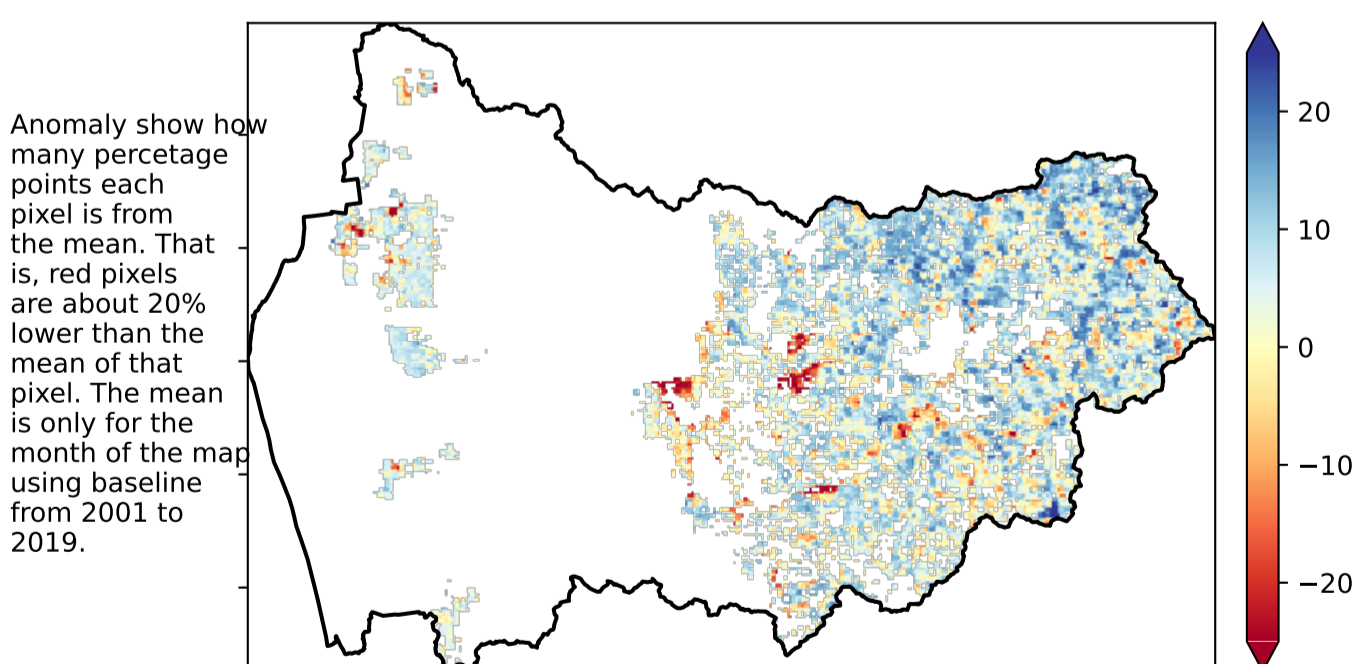 Anomaly show how
many percetage
points each
pixel is from
the mean. That
is, red pixels
are about 20%
lower than the
mean of that
pixel. The mean
is only for the
month of the map
using baseline
from 2001 to
2019.
20
10
0
−10
−20